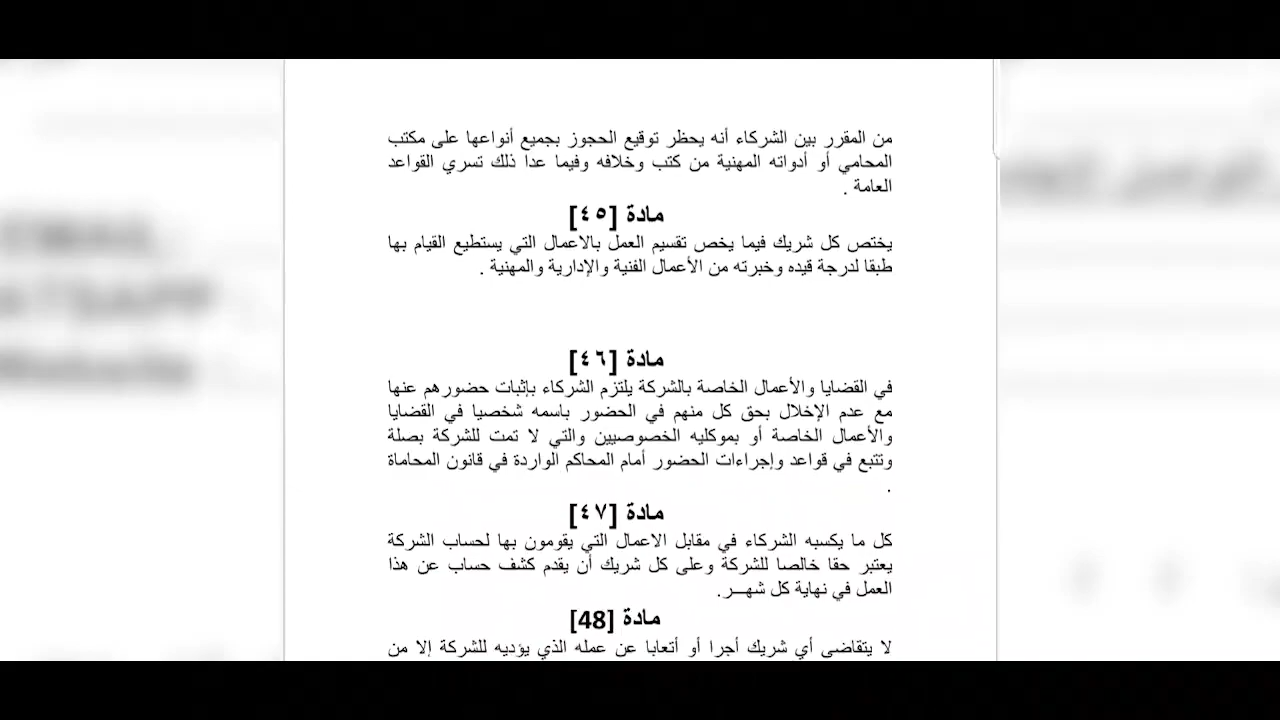 من المقرر بين الشركاء أنه يحظر توقيع الحجوز بجميع أنواعها على مكتب
المحامي أو أدواته المهنية من كتب وخلافه وفيما عدا ذلك تسري القواعد
العامة .
مادة [٤٥]
يختص كل شريك فيما يخص تقسيم العمل بالاعمال التي يستطيع القيام بها
طبقا لدرجة قيده وخبرته من الأعمال الفنية والإدارية والمهنية .
مادة [٤٦]
في القضايا والأعمال الخاصة بالشركة يلتزم الشركاء بإثبات حضورهم عنها
مع عدم الإخلال بحق كل منهم في الحضور باسمه شخصيا في القضايا
والأعمال الخاصة أو بموكليه الخصوصيين والتي لا تمت للشركة بصلة
وتتبع في قواعد وإجراءات الحضور أمام المحاكم الواردة في قانون المحاماة
.
مادة [٤٧]
كل ما يكسبه الشركاء في مقابل الاعمال التي يقومون بها لحساب الشركة
يعتبر حقا خالصا للشركة وعلى كل شريك أن يقدم كشف حساب عن هذا
العمل في نهاية كل شهـــر.
مادة [48]
لا يتقاضى أي شريك أجرا أو أتعابا عن عمله الذي يؤديه للشركة إلا من